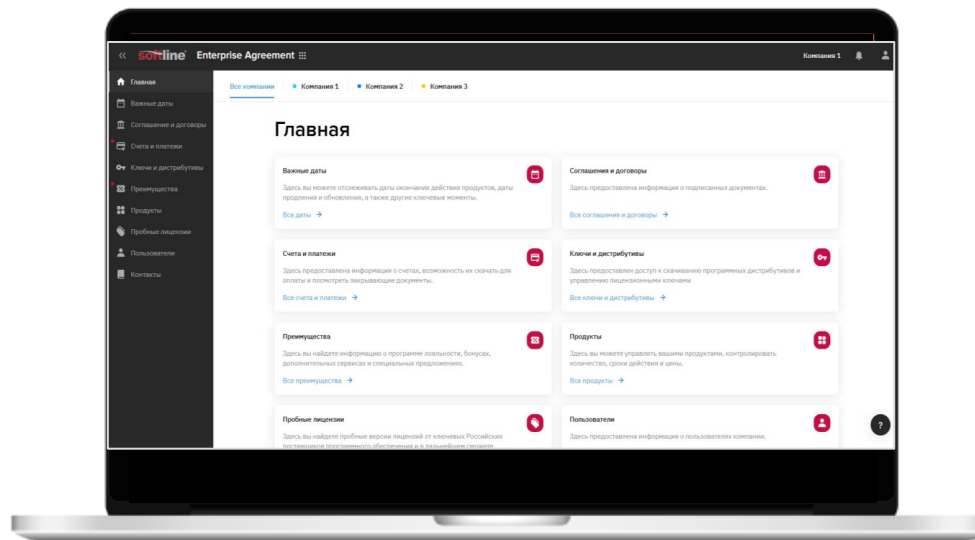 softline Enterprise Agreement
Компания 1
Главная
Важные даты
Соглашение и договоры
Счета и платежи
Ключи и дистрибутивы
Преимущества
Продукты
Пробные лицензии
Пользователи
Контакты
Все компании
Компания 1
Компания 2
Компания 3
Главная
Важные даты
Здесь вы можете отслеживать даты окончания действия продуктов, даты
продления и обновления, а также другие ключевые моменты.
Все даты
Соглашения и договоры
Здесь предоставлена информация о подписанных документах.
Все соглашения и договоры
Счета и платежи
Здесь предоставлена информация о счетах, возможность их скачать для
оплаты и посмотреть закрывающие документы.
Все счета и платежи
Ключи и дистрибутивы
Здесь предоставлен доступ к скачиванию программных дистрибутивов и
управлению лицензионными ключами
Все ключи и дистрибутивы
Преимущества
Здесь вы найдете информацию о программе лояльности, бонусах,
дополнительных сервисах и специальных предложениях.
Все преимущества
Продукты
Здесь вы можете управлять вашими продуктами, контролировать
количество, сроки действия и цены.
Все продукты
Пробные лицензии
Здесь вы найдете пробные версии лицензий от ключевых Российских
поставщиков программного обеспечения и в дальнейшем сможете
Пользователи
Здесь предоставлена информация о пользователях компании.
?